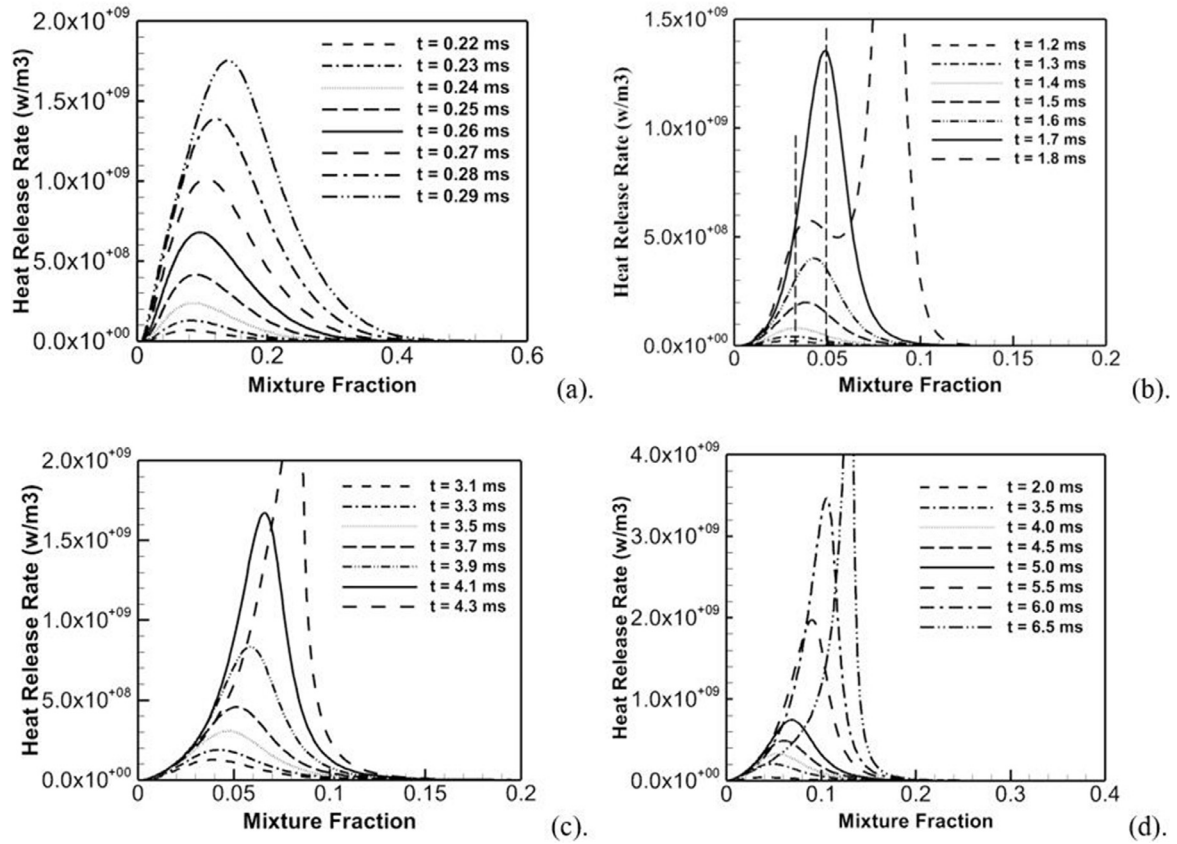 Heat Release Rate (w/m3)
2.0x10+09
1.5x10+09
1.0x10+09
5.0x10+08
0.0x10+00
t = 0.22 ms
t = 0.23 ms
t = 0.24 ms
t = 0.25 ms
t = 0.26 ms
t = 0.27 ms
t = 0.28 ms
t = 0.29 ms
0 0.2 0.4 0.6
Mixture Fraction
(a).
Heat Release Rate (w/m3)
1.5x10+09
1.0x10+09
5.0x10+08
0.0x10+00
t = 1.2 ms
t = 1.3 ms
t = 1.4 ms
t = 1.5 ms
t = 1.6 ms
t = 1.7 ms
t = 1.8 ms
0 0.05 0.1 0.15 0.2
Mixture Fraction
(b).
Heat Release Rate (w/m3)
2.0x10+09
1.5x10+09
1.0x10+09
5.0x10+08
0.0x10+00
t = 3.1 ms
t = 3.3 ms
t = 3.5 ms
t = 3.7 ms
t = 3.9 ms
t = 4.1 ms
t = 4.3 ms
0 0.05 0.1 0.15 0.2
Mixture Fraction
(c).
Heat Release Rate (w/m3)
4.0x10+09
3.0x10+09
2.0x10+09
1.0x10+09
0.0x10+00
t = 2.0 ms
t = 3.5 ms
t = 4.0 ms
t = 4.5 ms
t = 5.0 ms
t = 5.5 ms
t = 6.0 ms
t = 6.5 ms
0 0.1 0.2 0.3 0.4
Mixture Fraction
(d).